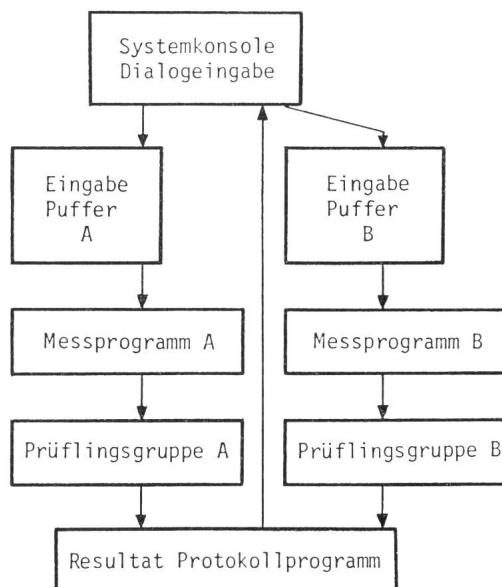 Systemkonsole
Dialogeingabe
Eingabe
Puffer
A
Eingabe
Puffer
B
Messprogramm A
Messprogramm B
Prüflingsgruppe A
Prüflingsgruppe B
Resultat Protokollprogramm